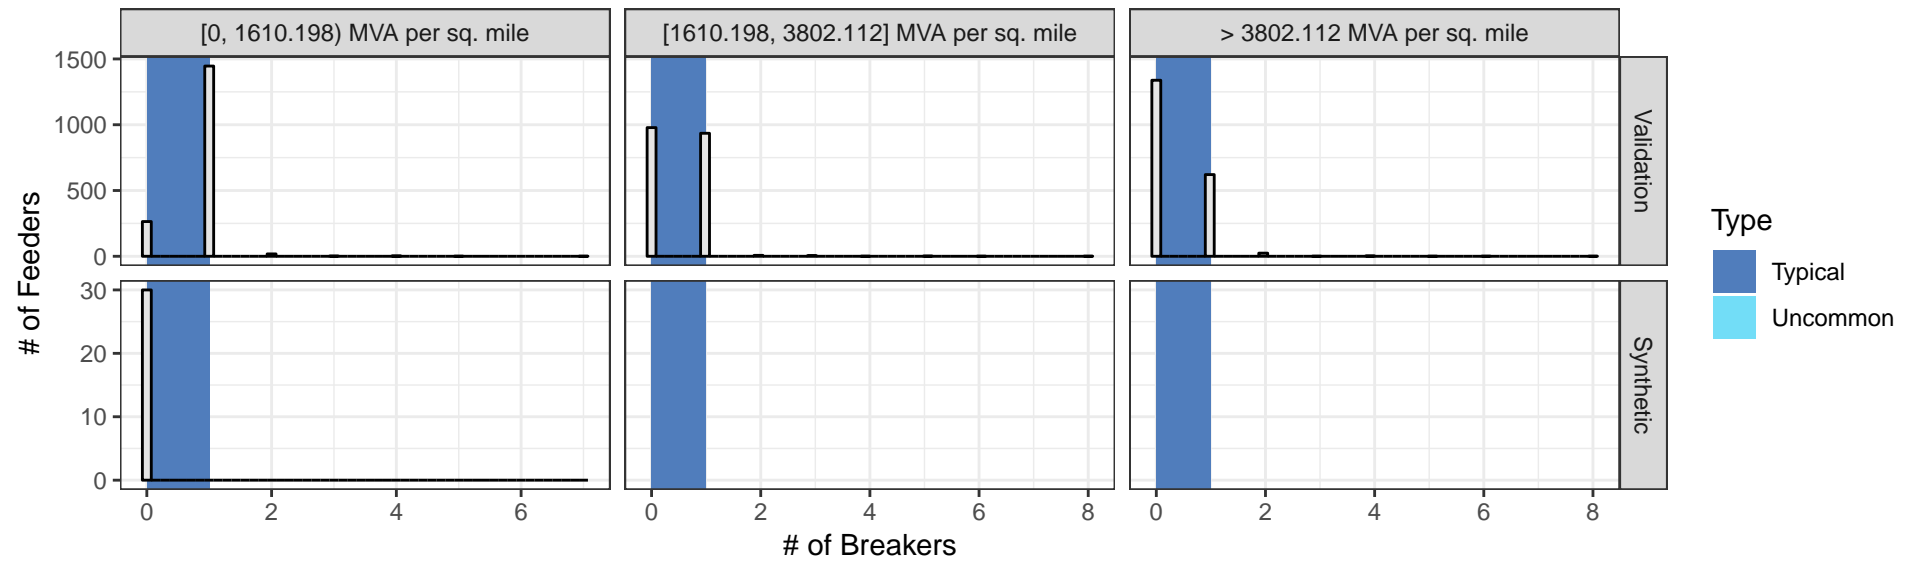 [0, 1610.198) MVA per sq. mile
[1610.198, 3802.112] MVA per sq. mile
> 3802.112 MVA per sq. mile
# of Feeders
1500
1000
500
0
Validation
30
20
10
0
Synthetic
0 2 4 6
0 2 4 6 8
0 2 4 6 8
# of Breakers
Type
Typical
Uncommon